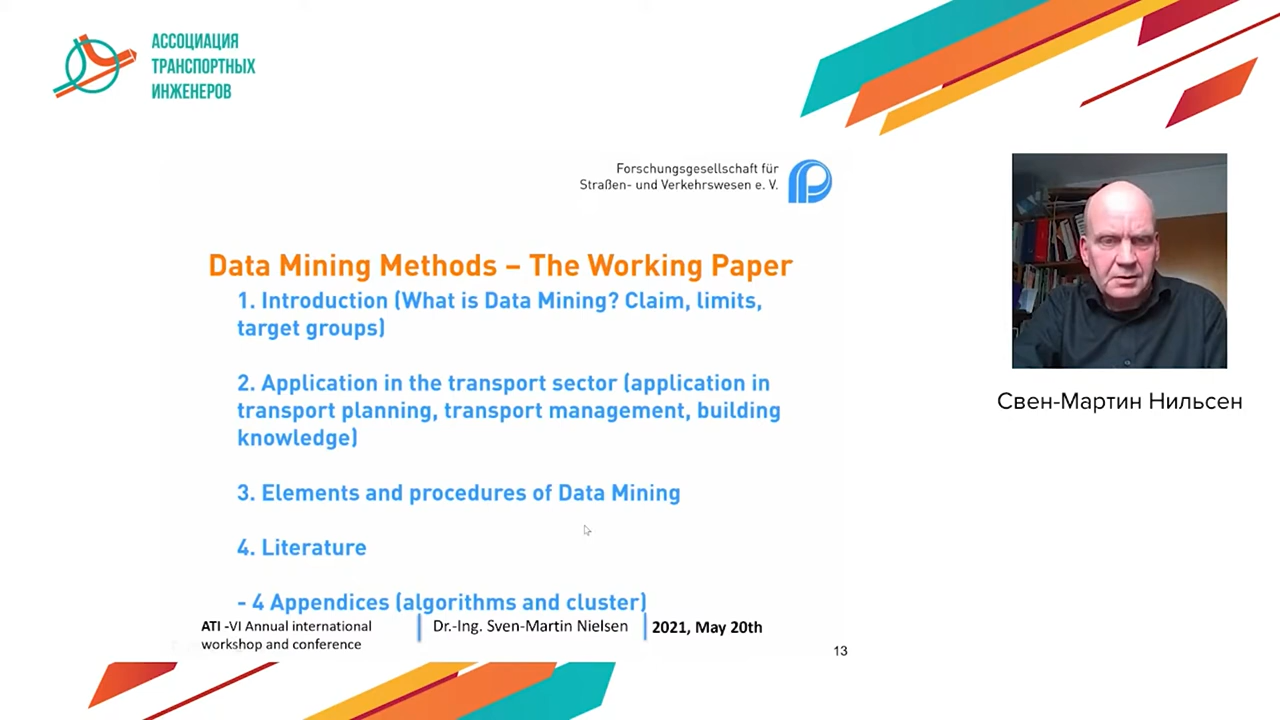 АССОЦИАЦИЯ
ТРАНСПОРТНЫХ
ИНЖЕНЕРОВ
Forschungsgesellschaft für
Straßen- und Verkehrswesen e. V.
Data Mining Methods – The Working Paper
1. Introduction (What is Data Mining? Claim, limits,
target groups)
2. Application in the transport sector (application in
transport planning, transport management, building
knowledge)
3. Elements and procedures of Data Mining
4. Literature
- 4 Appendices (algorithms and cluster)
ATI -VI Annual international
workshop and conference
Dr.-Ing. Sven-Martin Nielsen
2021, May 20th
13
Свен-Мартин Нильсен